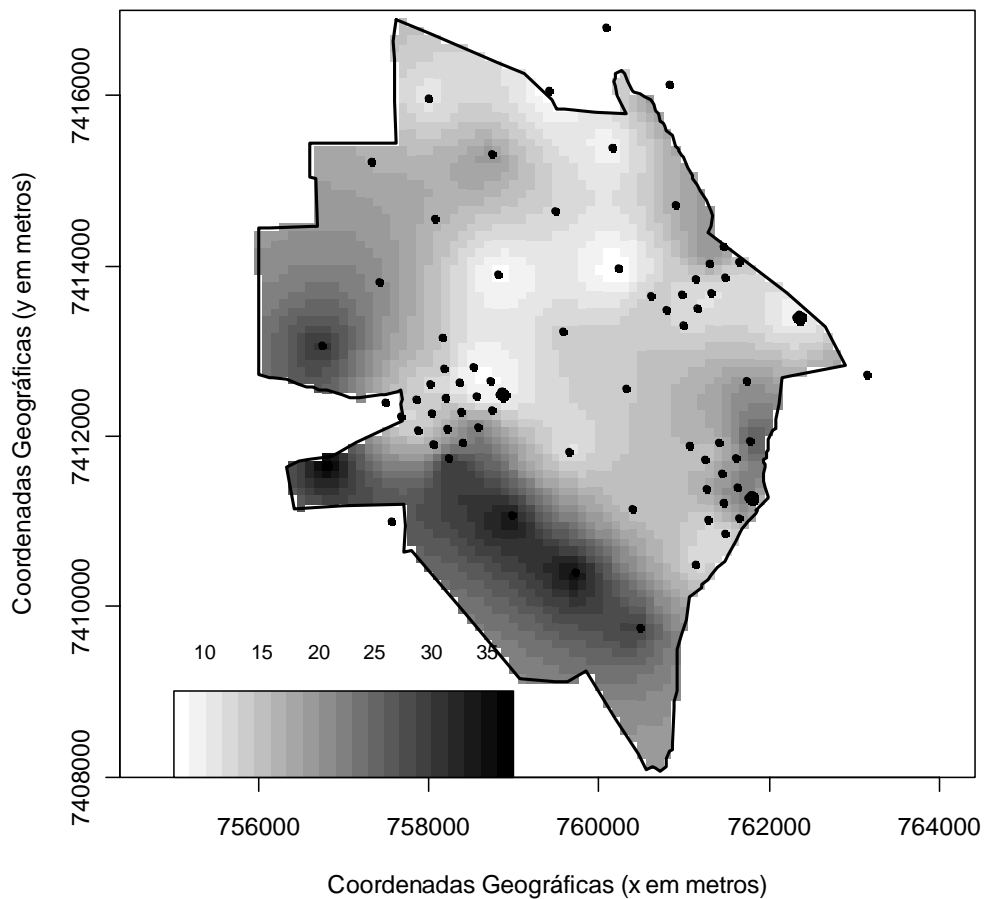 7416000
7414000
7412000
7410000
7408000
Coordenadas Geográficas (y em metros)
10 15 20 25 30 35
756000 758000 760000 762000 764000
Coordenadas Geográficas (x em metros)